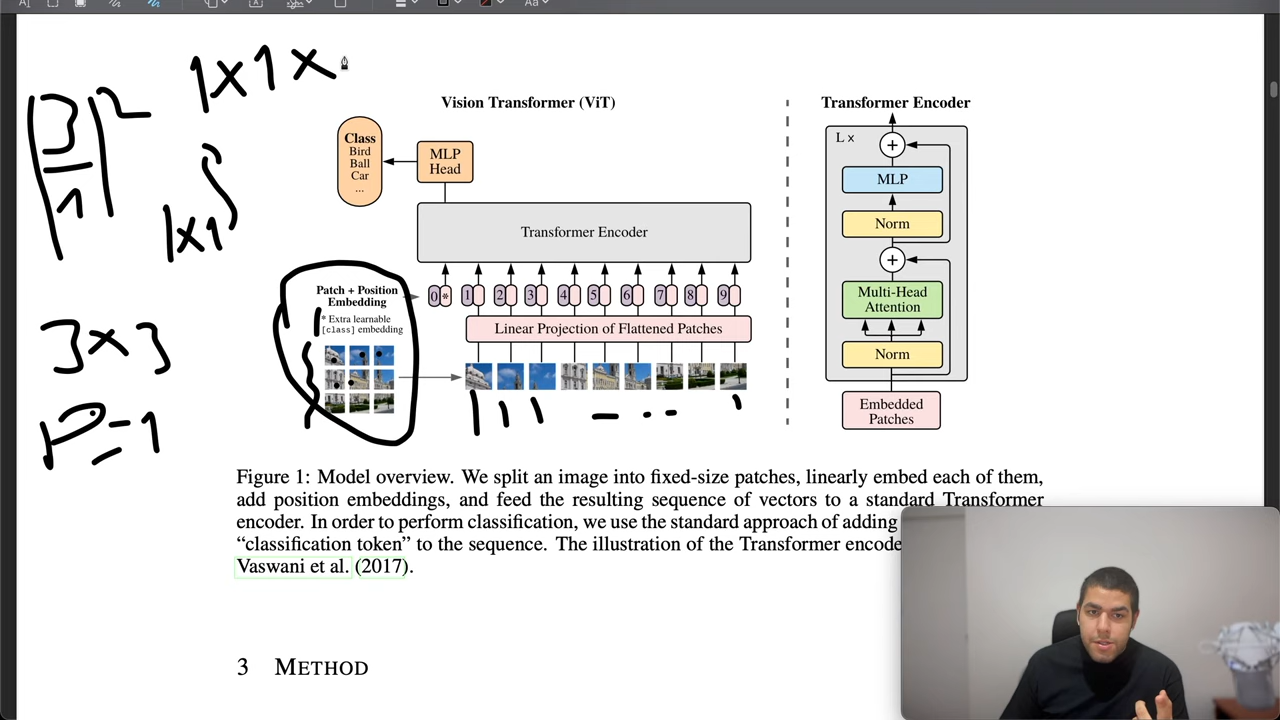 Aa
1x1x
|3/1|²
1x1
3x3
P=1
Vision Transformer (ViT)
Class
Bird
Ball
Car
...
MLP
Head
Transformer Encoder
Patch + Position
Embedding
* Extra learnable
[class] embedding
0 * 1 2 3 4 5 6 7 8 9
Linear Projection of Flattened Patches
Transformer Encoder
L x
+
MLP
Norm
+
Multi-Head
Attention
Norm
Embedded
Patches
Figure 1: Model overview. We split an image into fixed-size patches, linearly embed each of them,
add position embeddings, and feed the resulting sequence of vectors to a standard Transformer
encoder. In order to perform classification, we use the standard approach of adding
“classification token” to the sequence. The illustration of the Transformer encode
Vaswani et al. (2017).
3 METHOD